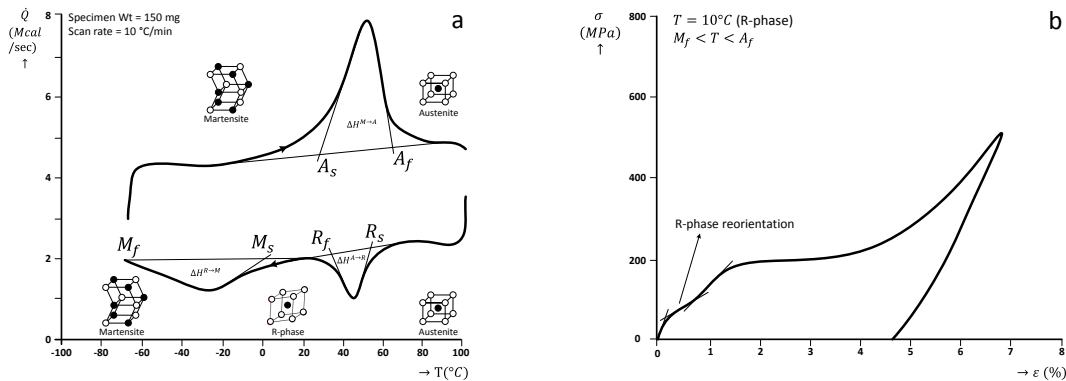 Q̇
(Mcal
/sec)
↑
Specimen Wt = 150 mg
Scan rate = 10 °C/min
a
8
6
4
2
0
Martensite
Austenite
ΔH^{M→A}
A_s
A_f
M_f
M_s
R_f
R_s
ΔH^{R→M}
ΔH^{A→R}
Martensite
R-phase
Austenite
-100 -80 -60 -40 -20 0 20 40 60 80 100
→ T(°C)
σ
(MPa)
↑
T = 10°C (R-phase)
M_f < T < A_f
b
800
600
400
200
0
R-phase reorientation
0 1 2 3 4 5 6 7 8
→ ε (%)